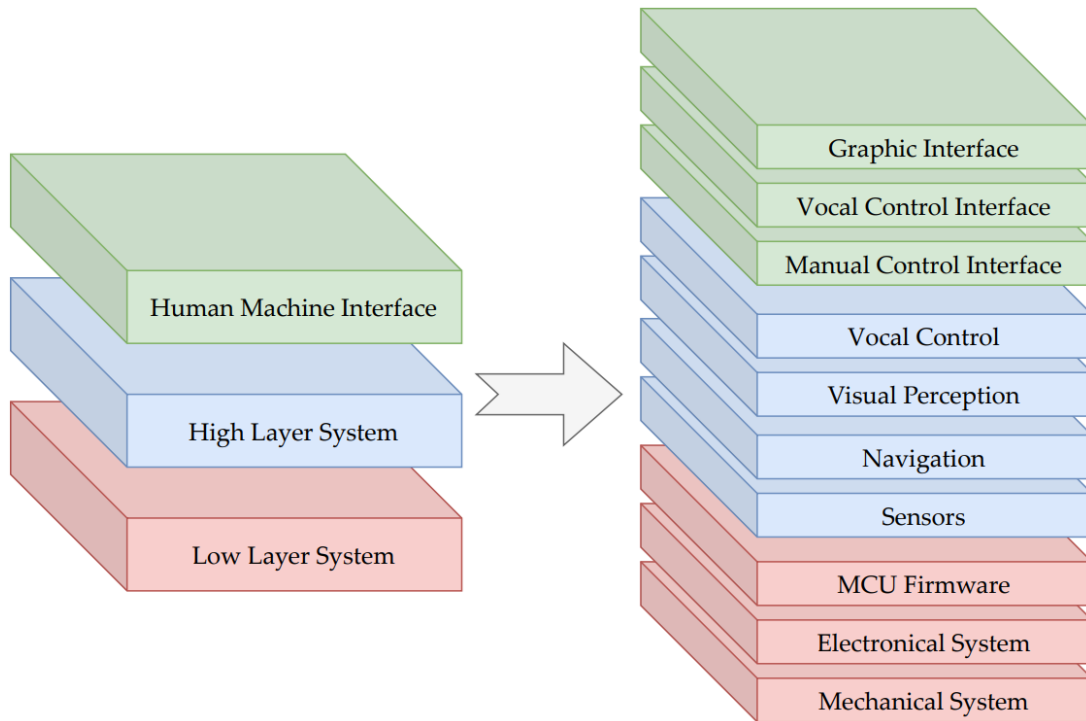 Human Machine Interface
High Layer System
Low Layer System
Graphic Interface
Vocal Control Interface
Manual Control Interface
Vocal Control
Visual Perception
Navigation
Sensors
MCU Firmware
Electronical System
Mechanical System